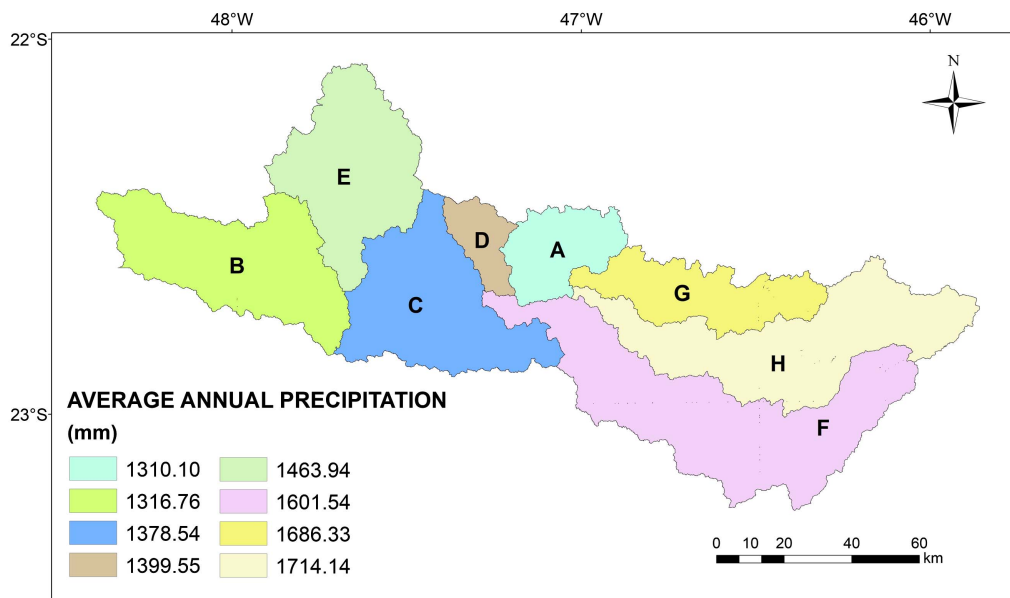 48°W 47°W 46°W
22°S
N
E
D
A
B
G
C
H
AVERAGE ANNUAL PRECIPITATION
23°S
F
(mm)
1310.10 1463.94
1316.76 1601.54
1378.54 1686.33
1399.55 1714.14
0 10 20 40 60
km